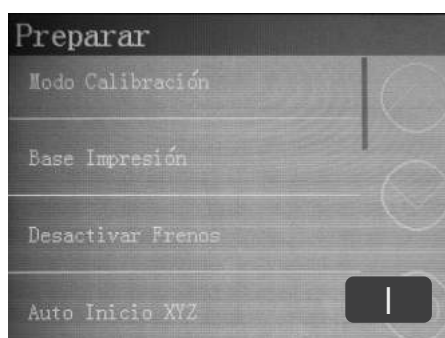 Preparar
Modo Calibración
Base Impresión
Desactivar Frenos
Auto Inicio XYZ